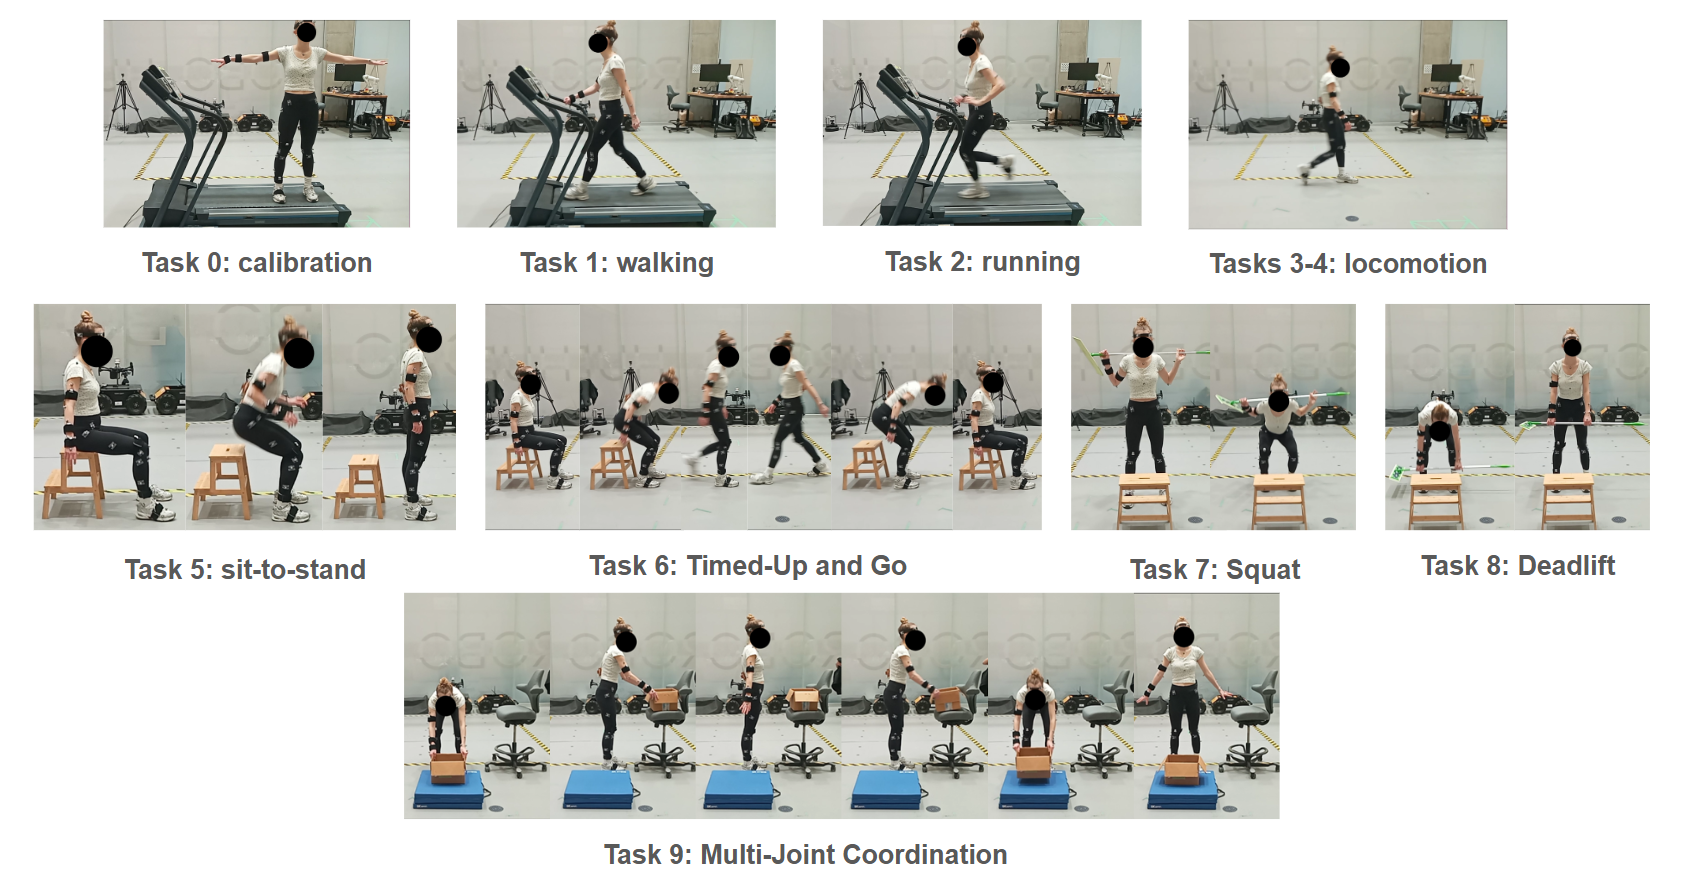 Task 0: calibration
Task 1: walking
Task 2: running
Tasks 3-4: locomotion
Task 5: sit-to-stand
Task 6: Timed-Up and Go
Task 7: Squat
Task 8: Deadlift
Task 9: Multi-Joint Coordination